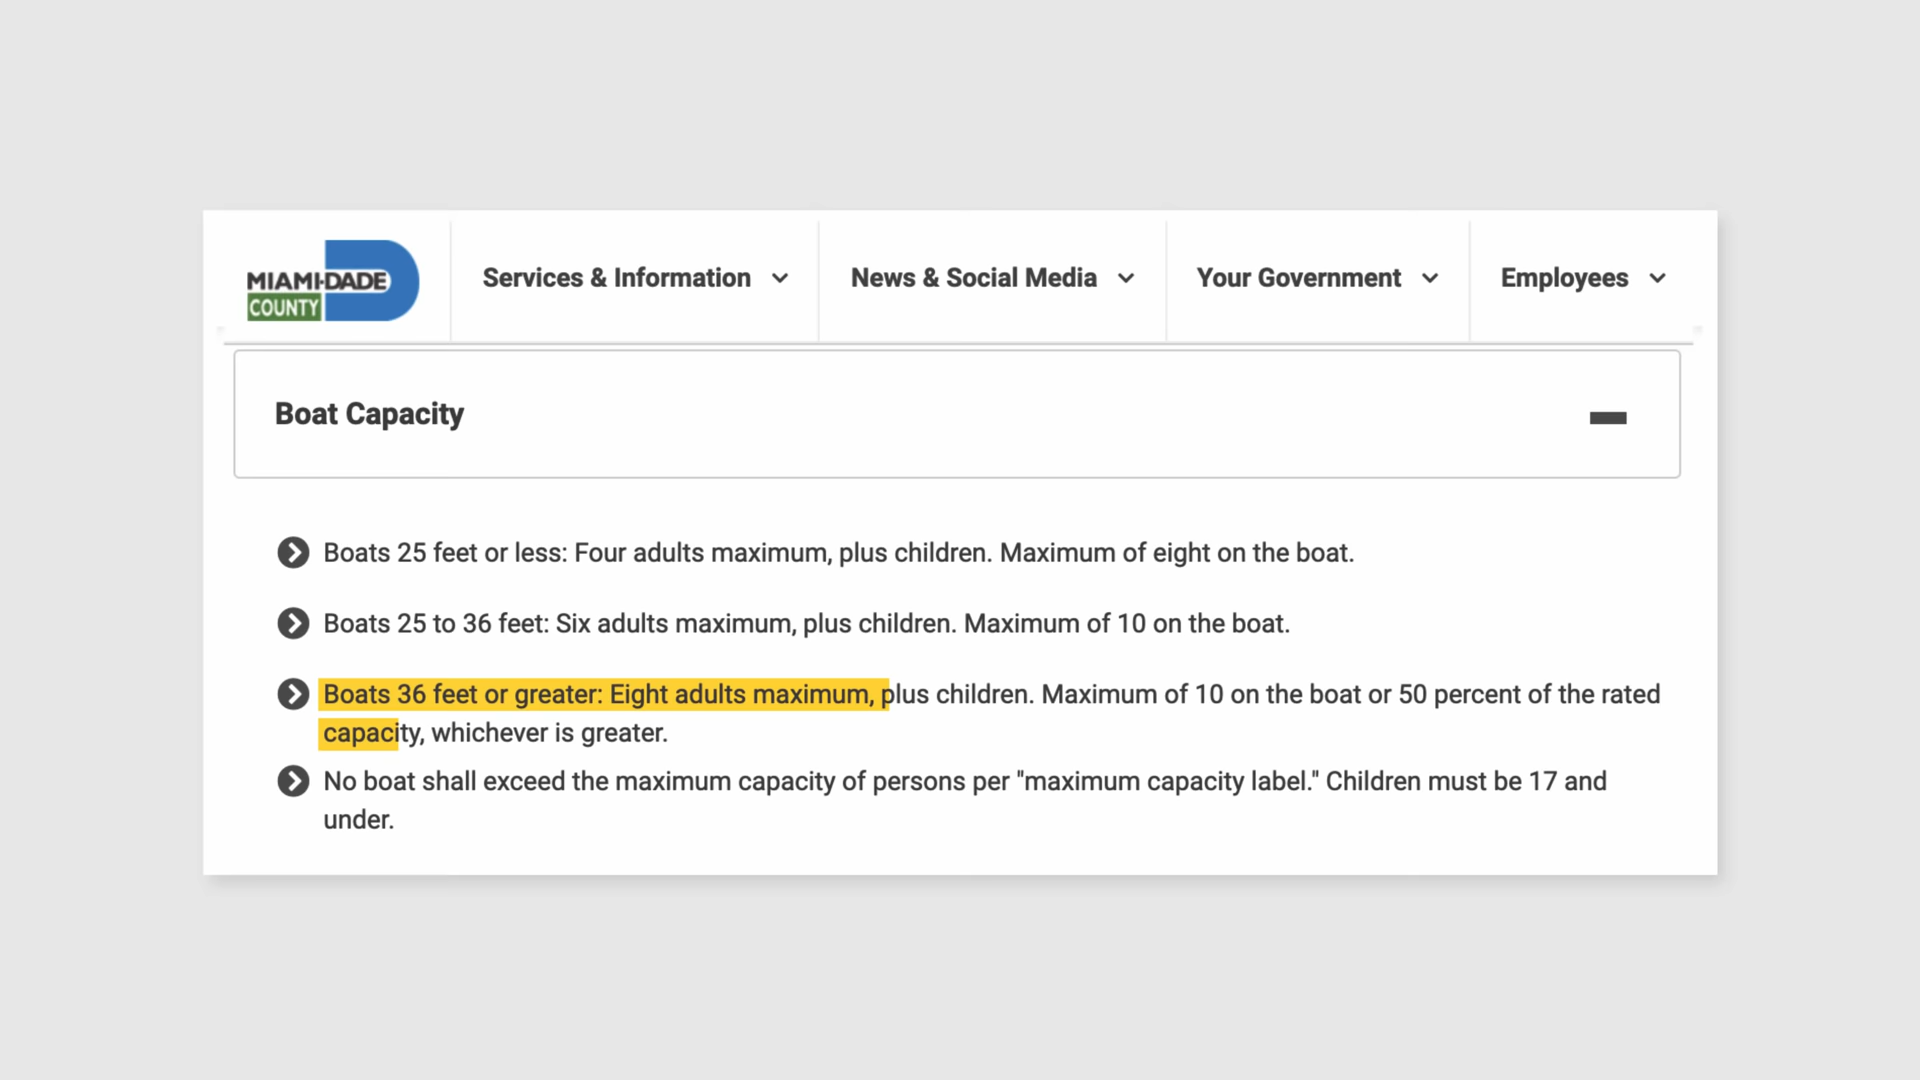 MIAMI-DADE
COUNTY
Services & Information
News & Social Media
Your Government
Employees
Boat Capacity
Boats 25 feet or less: Four adults maximum, plus children. Maximum of eight on the boat.
Boats 25 to 36 feet: Six adults maximum, plus children. Maximum of 10 on the boat.
Boats 36 feet or greater: Eight adults maximum, plus children. Maximum of 10 on the boat or 50 percent of the rated
capacity, whichever is greater.
No boat shall exceed the maximum capacity of persons per "maximum capacity label." Children must be 17 and
under.